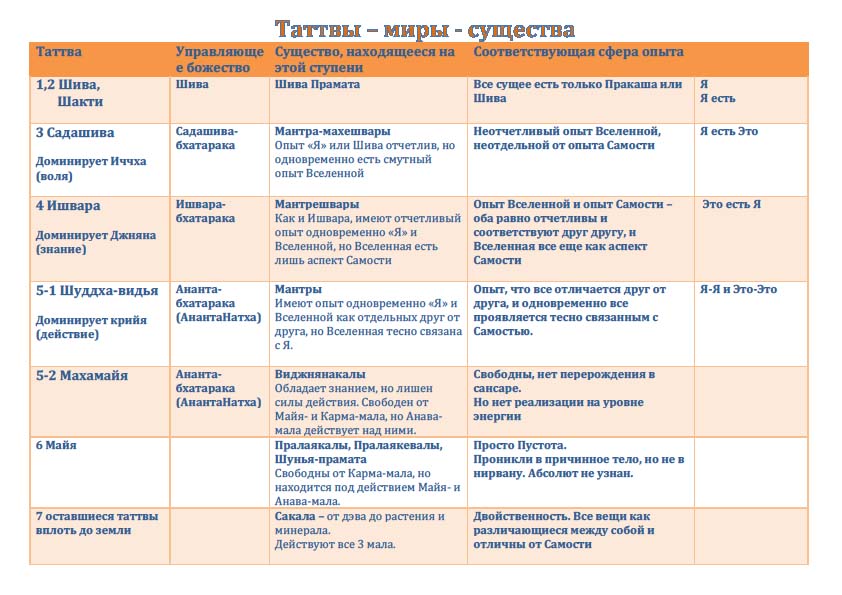 Таттвы – миры - существа
Таттва
Управляюще
е божество
Существо, находящееся на
этой ступени
Соответствующая сфера опыта
1,2 Шива,
Шакти
Шива
Шива Прамата
Все сущее есть только Пракаша или
Шива
Я
Я есть
3 Садашива
Доминирует Иччха
(воля)
Садашива-
бхатарака
Мантра-махешвары
Опыт «Я» или Шива отчетлив, но
одновременно есть смутный
опыт Вселенной
Неотчетливый опыт Вселенной,
неотдельной от опыта Самости
Я есть Это
4 Ишвара
Доминирует Джняна
(знание)
Ишвара-
бхатарака
Мантрешвары
Как и Ишвара, имеют отчетливый
опыт одновременно «Я» и
Вселенной, но Вселенная есть
лишь аспект Самости
Опыт Вселенной и опыт Самости –
оба равно отчетливы и
соответствуют друг другу, н
Вселенная все еще как аспект
Самости
Это есть Я
5-1 Шуддха-видья
Доминирует крийя
(действие)
Ананта-
бхатарака
(АнантаНатха)
Мантры
Имеют опыт одновременно «Я» и
Вселенной как отдельных друг от
друга, но Вселенная тесно связана
с Я.
Опыт, что все отличается друг от
друга, и одновременно все
проявляется тесно связанным с
Самостью.
Я-Я и Это-Это
5-2 Махамайя
Ананта-
бхатарака
(АнантаНатха)
Виджнянакалы
Обладает знанием, но лишен
силы действия. Свободен от
Майя- и Карма-мала, но Анава-
мала действует над ними.
Свободны, нет перерождения в
сансаре.
Но нет реализации на уровне
энергии
6 Майя
Пралаякалы, Пралаякевалы,
Шунья-прамата
Свободны от Карма-мала, но
находится под действием Майя- и
Анава-мала.
Просто Пустота.
Проникли в причинное тело, но не в
нирвану. Абсолют не узнан.
7 оставшиеся таттвы
вплоть до земли
Сакала – от дэва до растения и
минерала.
Действуют все 3 мала.
Двойственность. Все вещи как
различающиеся между собой и
отличны от Самости